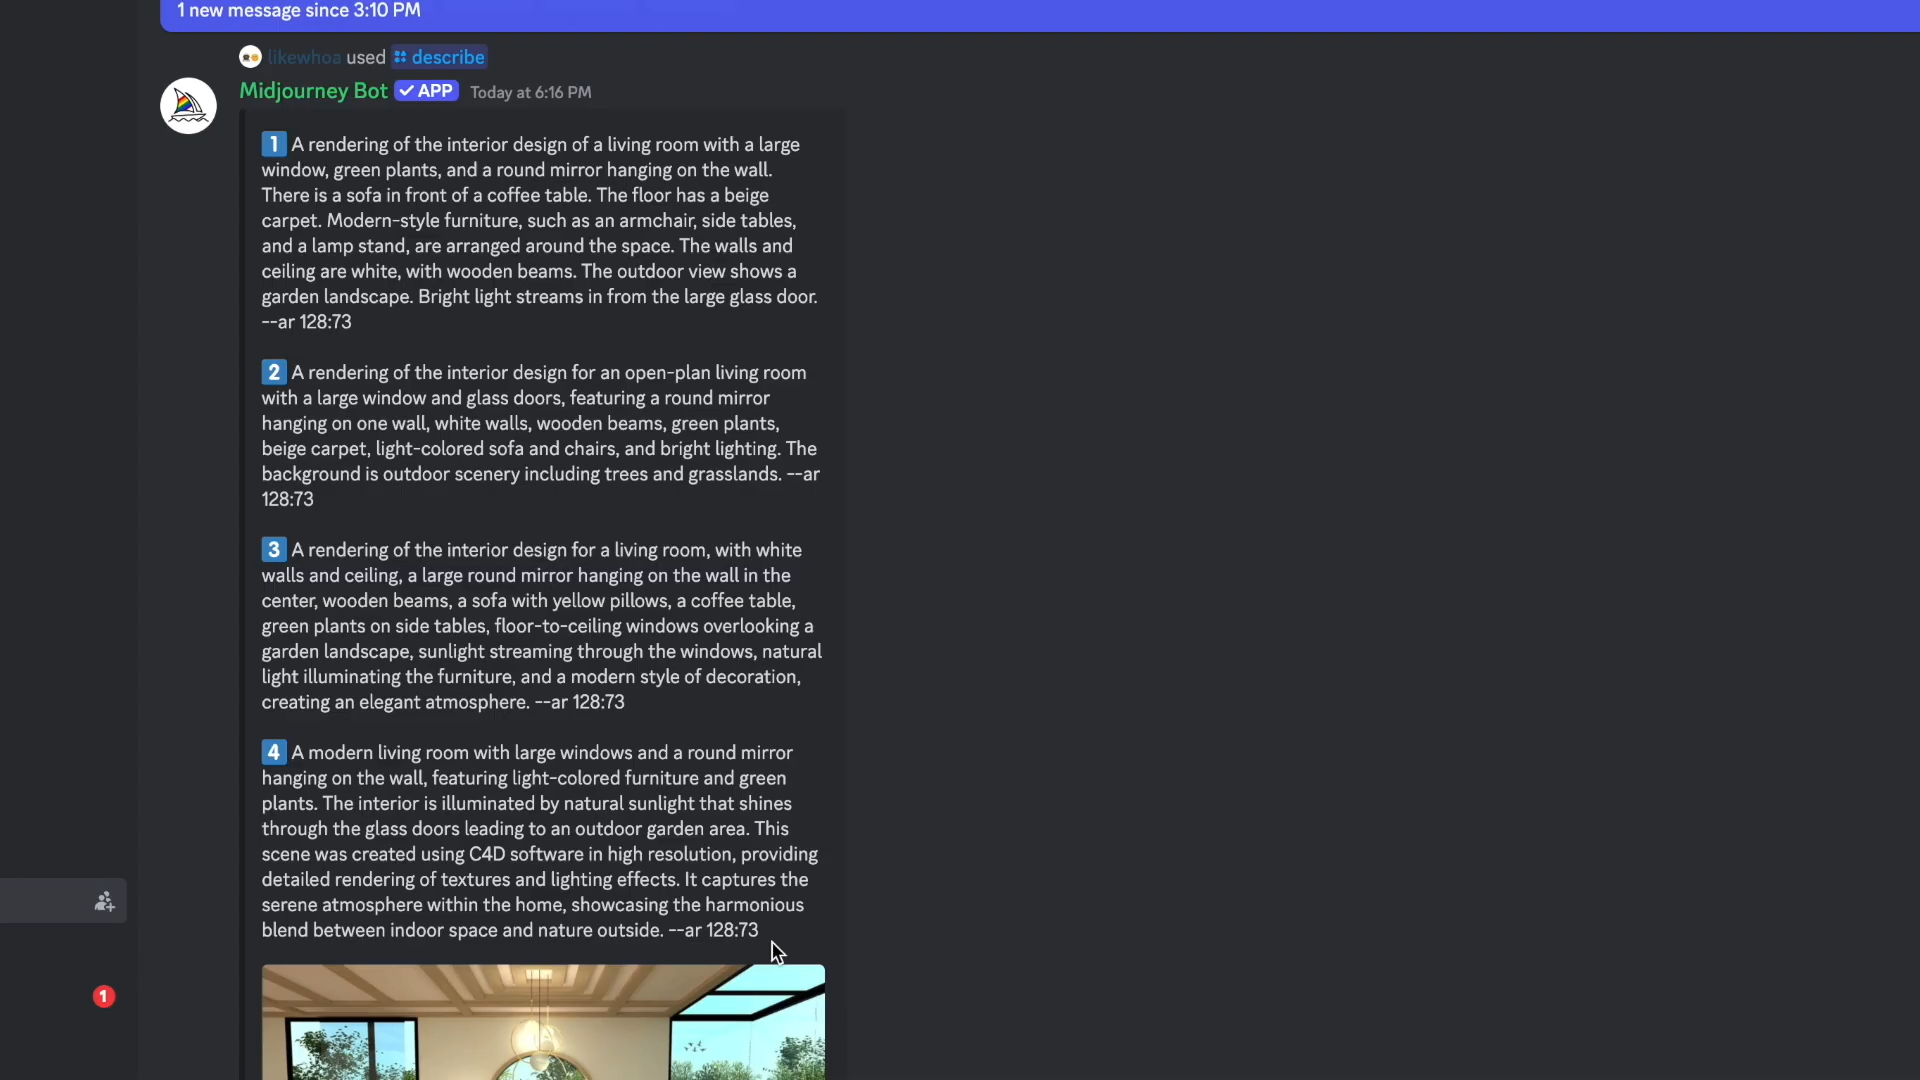 1 new message since 3:10 PM
likewhoa used describe
Midjourney Bot APP Today at 6:16 PM
1 A rendering of the interior design of a living room with a large
window, green plants, and a round mirror hanging on the wall.
There is a sofa in front of a coffee table. The floor has a beige
carpet. Modern-style furniture, such as an armchair, side tables,
and a lamp stand, are arranged around the space. The walls and
ceiling are white, with wooden beams. The outdoor view shows a
garden landscape. Bright light streams in from the large glass door.
--ar 128:73
2 A rendering of the interior design for an open-plan living room
with a large window and glass doors, featuring a round mirror
hanging on one wall, white walls, wooden beams, green plants,
beige carpet, light-colored sofa and chairs, and bright lighting. The
background is outdoor scenery including trees and grasslands. --ar
128:73
3 A rendering of the interior design for a living room, with white
walls and ceiling, a large round mirror hanging on the wall in the
center, wooden beams, a sofa with yellow pillows, a coffee table,
green plants on side tables, floor-to-ceiling windows overlooking a
garden landscape, sunlight streaming through the windows, natural
light illuminating the furniture, and a modern style of decoration,
creating an elegant atmosphere. --ar 128:73
4 A modern living room with large windows and a round mirror
hanging on the wall, featuring light-colored furniture and green
plants. The interior is illuminated by natural sunlight that shines
through the glass doors leading to an outdoor garden area. This
scene was created using C4D software in high resolution, providing
detailed rendering of textures and lighting effects. It captures the
serene atmosphere within the home, showcasing the harmonious
blend between indoor space and nature outside. --ar 128:73
1